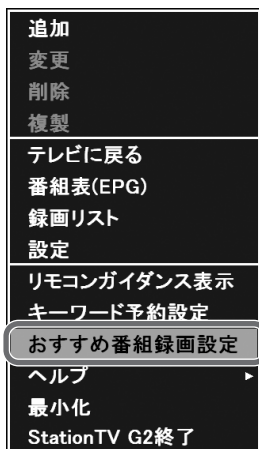 追加
変更
削除
複製
テレビに戻る
番組表(EPG)
録画リスト
設定
リモコンガイダンス表示
キーワード予約設定
おすすめ番組録画設定
ヘルプ
最小化
StationTV G2終了